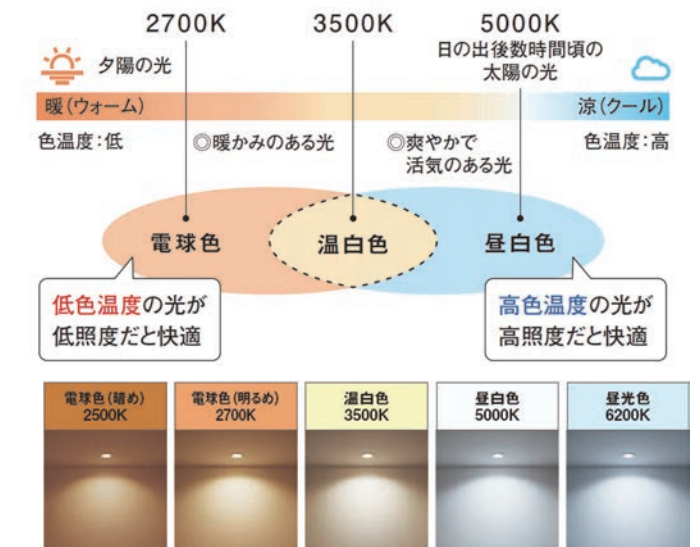 2700K
3500K
5000K
日の出後数時間頃の
太陽の光
夕陽の光
暖(ウォーム)
涼(クール)
色温度:低
◎暖かみのある光
◎爽やかで
活気のある光
色温度:高
電球色
温白色
昼白色
低色温度の光が
低照度だと快適
高色温度の光が
高照度だと快適
電球色(暗め)
2500K
電球色(明るめ)
2700K
温白色
3500K
昼白色
5000K
昼光色
6200K